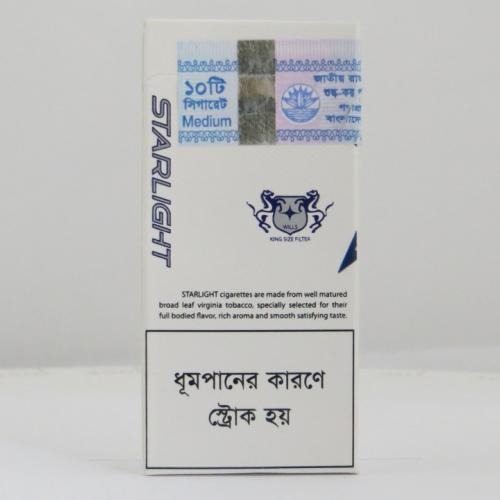 ১০টি
সিগারেট
Medium
জাতীয় রা
শুল্ক-কর
বাংলাদে
STARLIGHT
WILLS
KING SIZE FILTER
STARLIGHT cigarettes are made from well matured
broad leaf virginia tobacco, specially selected for their
full bodied flavor, rich aroma and smooth satisfying taste.
ধূমপানের কারণে
স্ট্রোক হয়